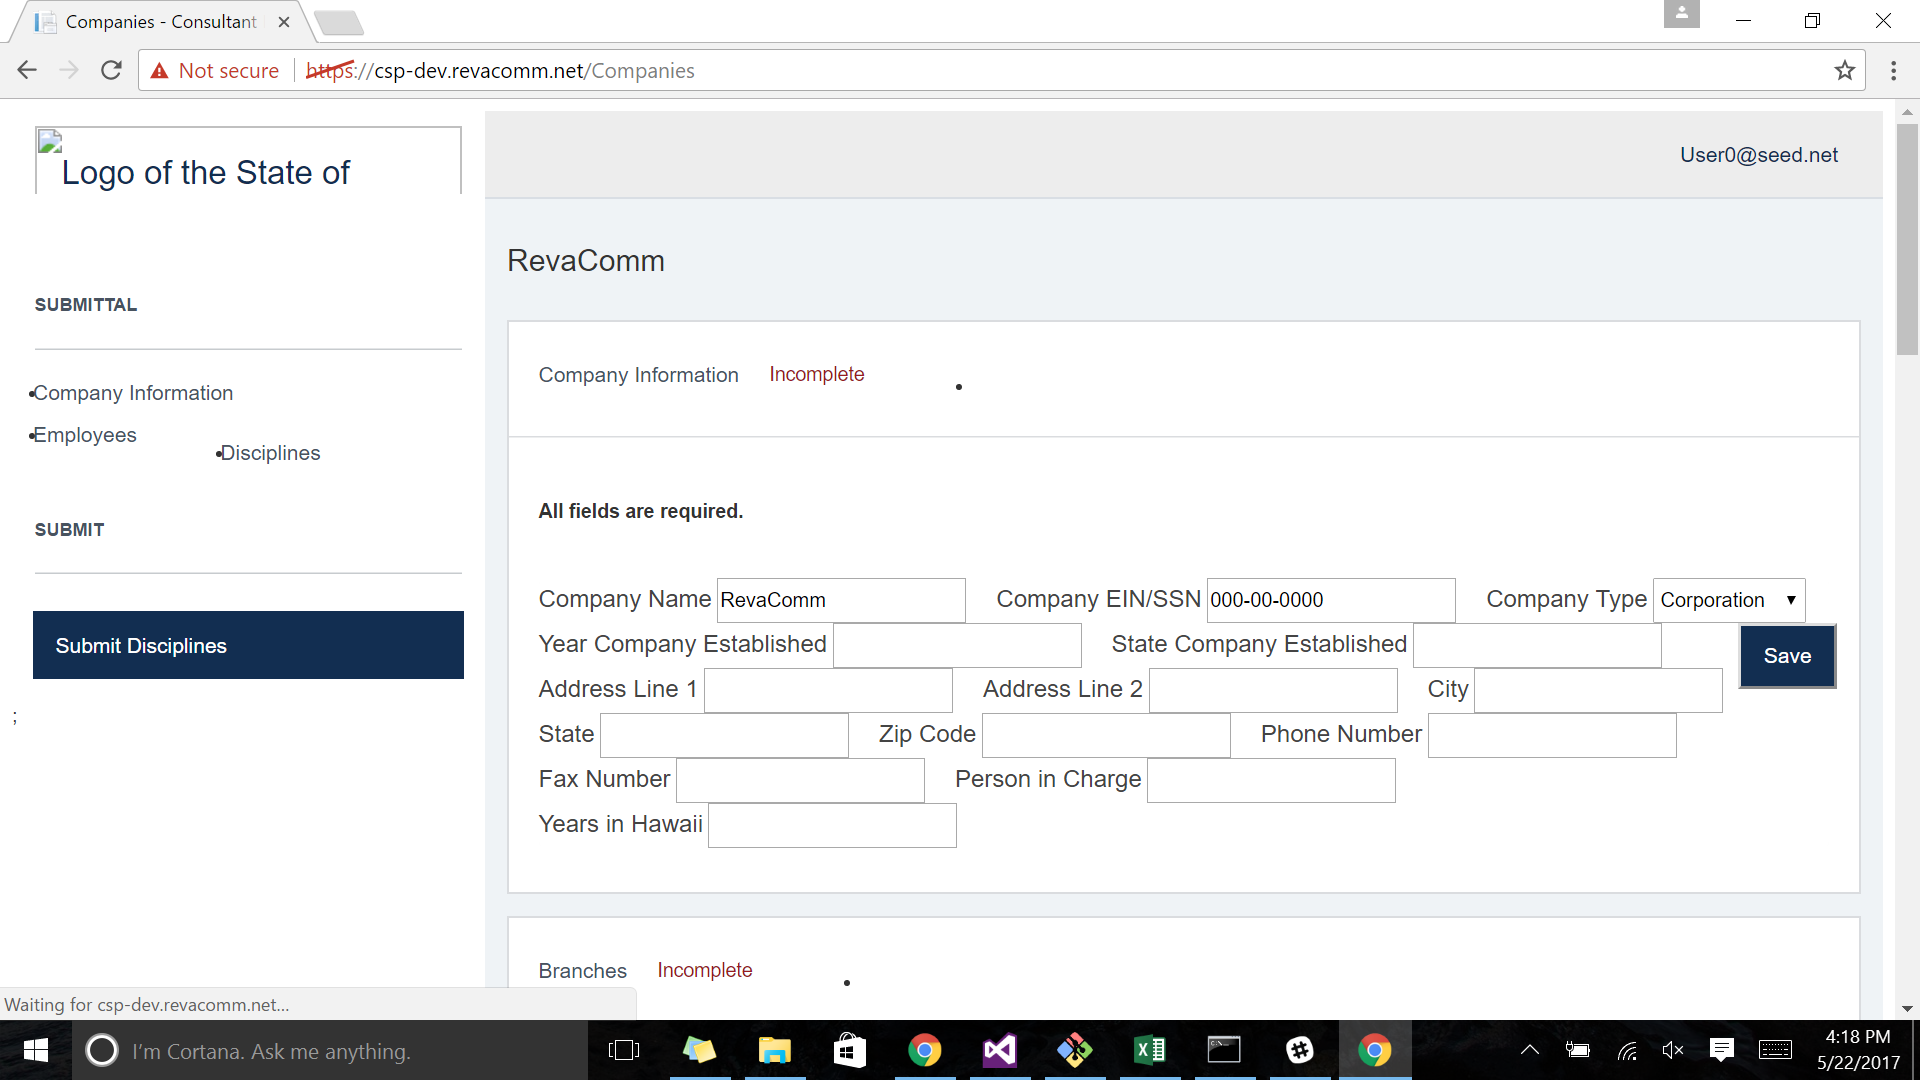 Companies - Consultant
Not secure https://csp-dev.revacomm.net/Companies
Logo of the State of
User0@seed.net
SUBMITTAL
Company Information
Employees
Disciplines
SUBMIT
Submit Disciplines
;
RevaComm
Company Information Incomplete
All fields are required.
Company Name RevaComm Company EIN/SSN 000-00-0000 Company Type Corporation
Year Company Established State Company Established Save
Address Line 1 Address Line 2 City
State Zip Code Phone Number
Fax Number Person in Charge
Years in Hawaii
Branches Incomplete
Waiting for csp-dev.revacomm.net...
I'm Cortana. Ask me anything.
4:18 PM
5/22/2017